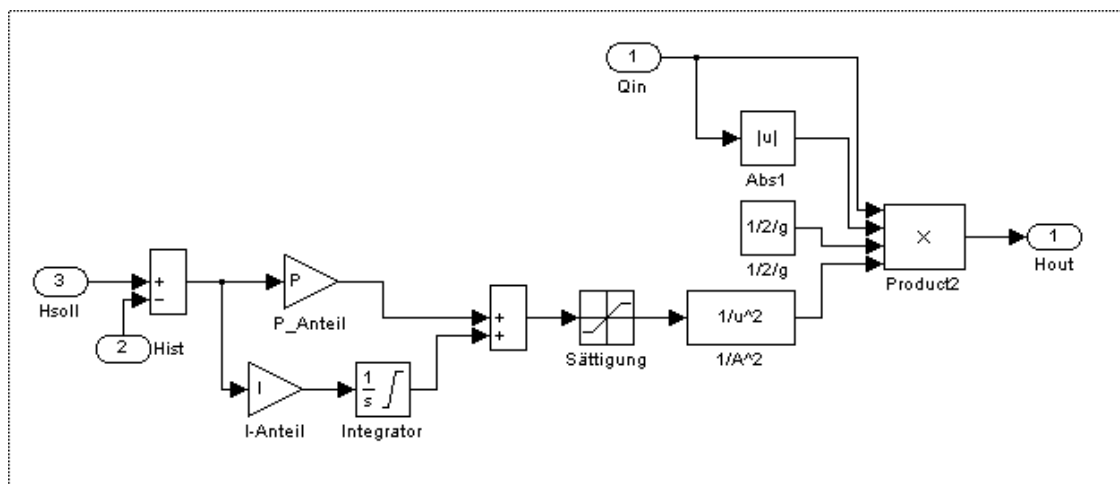 1
Qin
|u|
Abs1
1/2/g
1/2/g
×
Product2
1
Hout
3
Hsoll
+
−
2
Hist
P
P_Anteil
I
I-Anteil
1
s
Integrator
+
+
Sättigung
1/u^2
1/A^2